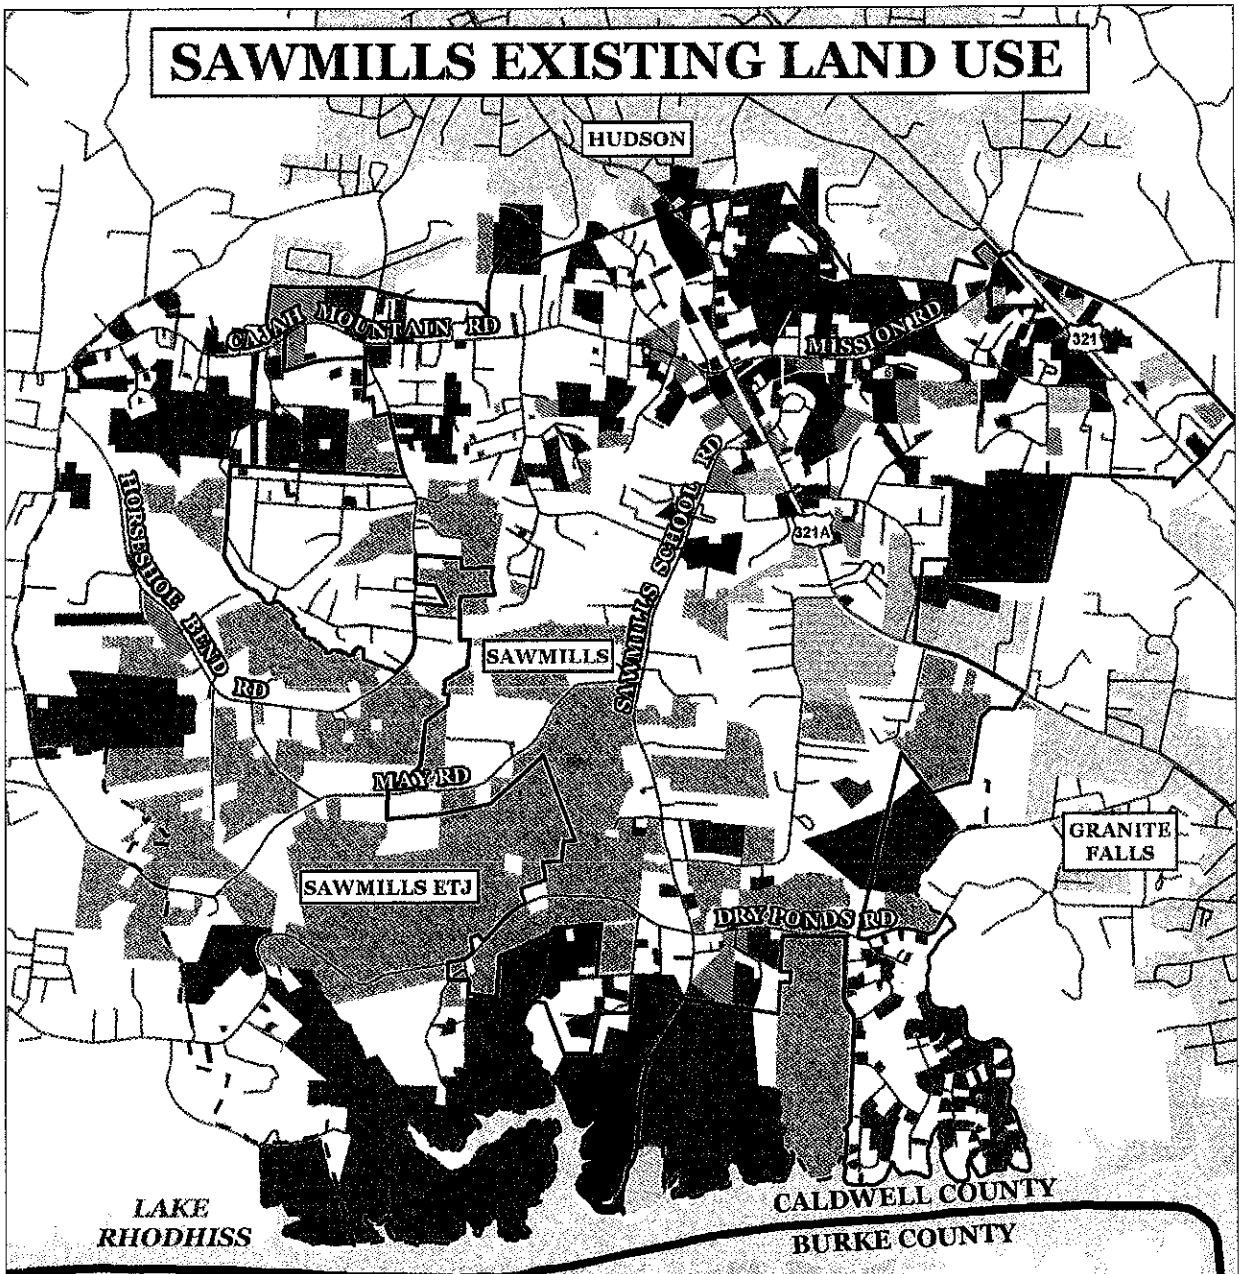 SAWMILLS EXISTING LAND USE
HUDSON
CAJAH MOUNTAIN RD
MISSION RD
321
HORSESHOE BEND RD
SAWMILLS SCHOOL RD
321A
SAWMILLS
MAY RD
GRANITE
FALLS
SAWMILLS ETJ
DRY PONDS RD
LAKE
RHODHISS
CALDWELL COUNTY
BURKE COUNTY